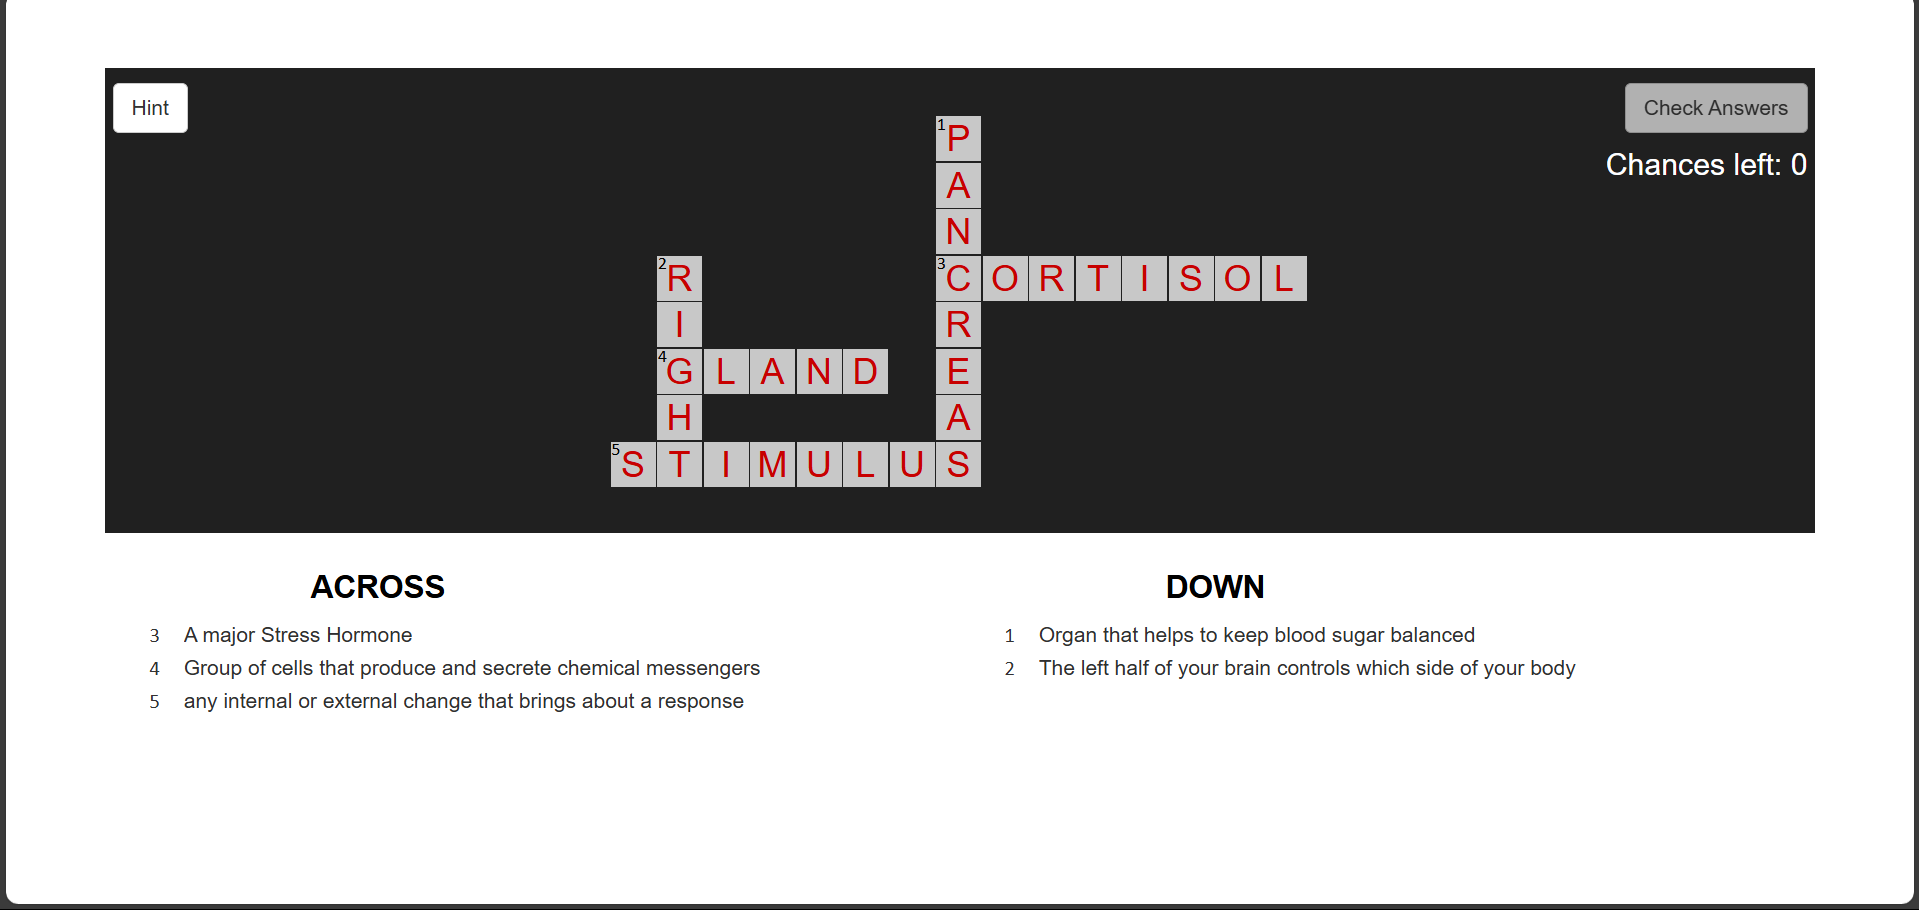 Hint
Check Answers
Chances left: 0
1 P
A
N
2 R
3 C O R T I S O L
I
R
4 G L A N D
E
H
A
5 S T I M U L U S
ACROSS
3 A major Stress Hormone
4 Group of cells that produce and secrete chemical messengers
5 any internal or external change that brings about a response
DOWN
1 Organ that helps to keep blood sugar balanced
2 The left half of your brain controls which side of your body